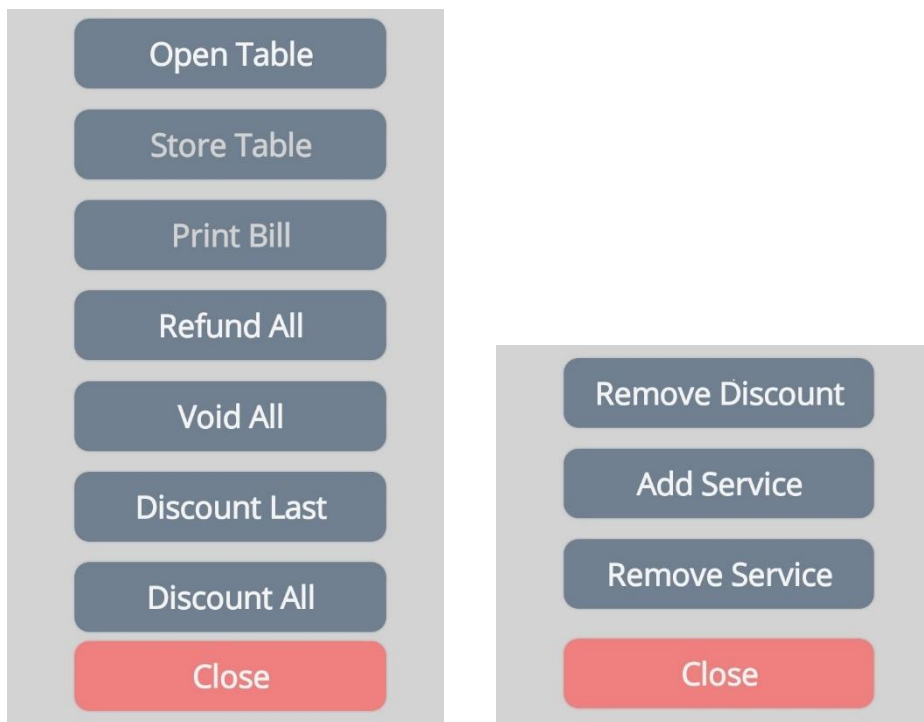 Open Table
Store Table
Print Bill
Refund All
Void All
Discount Last
Discount All
Close
Remove Discount
Add Service
Remove Service
Close